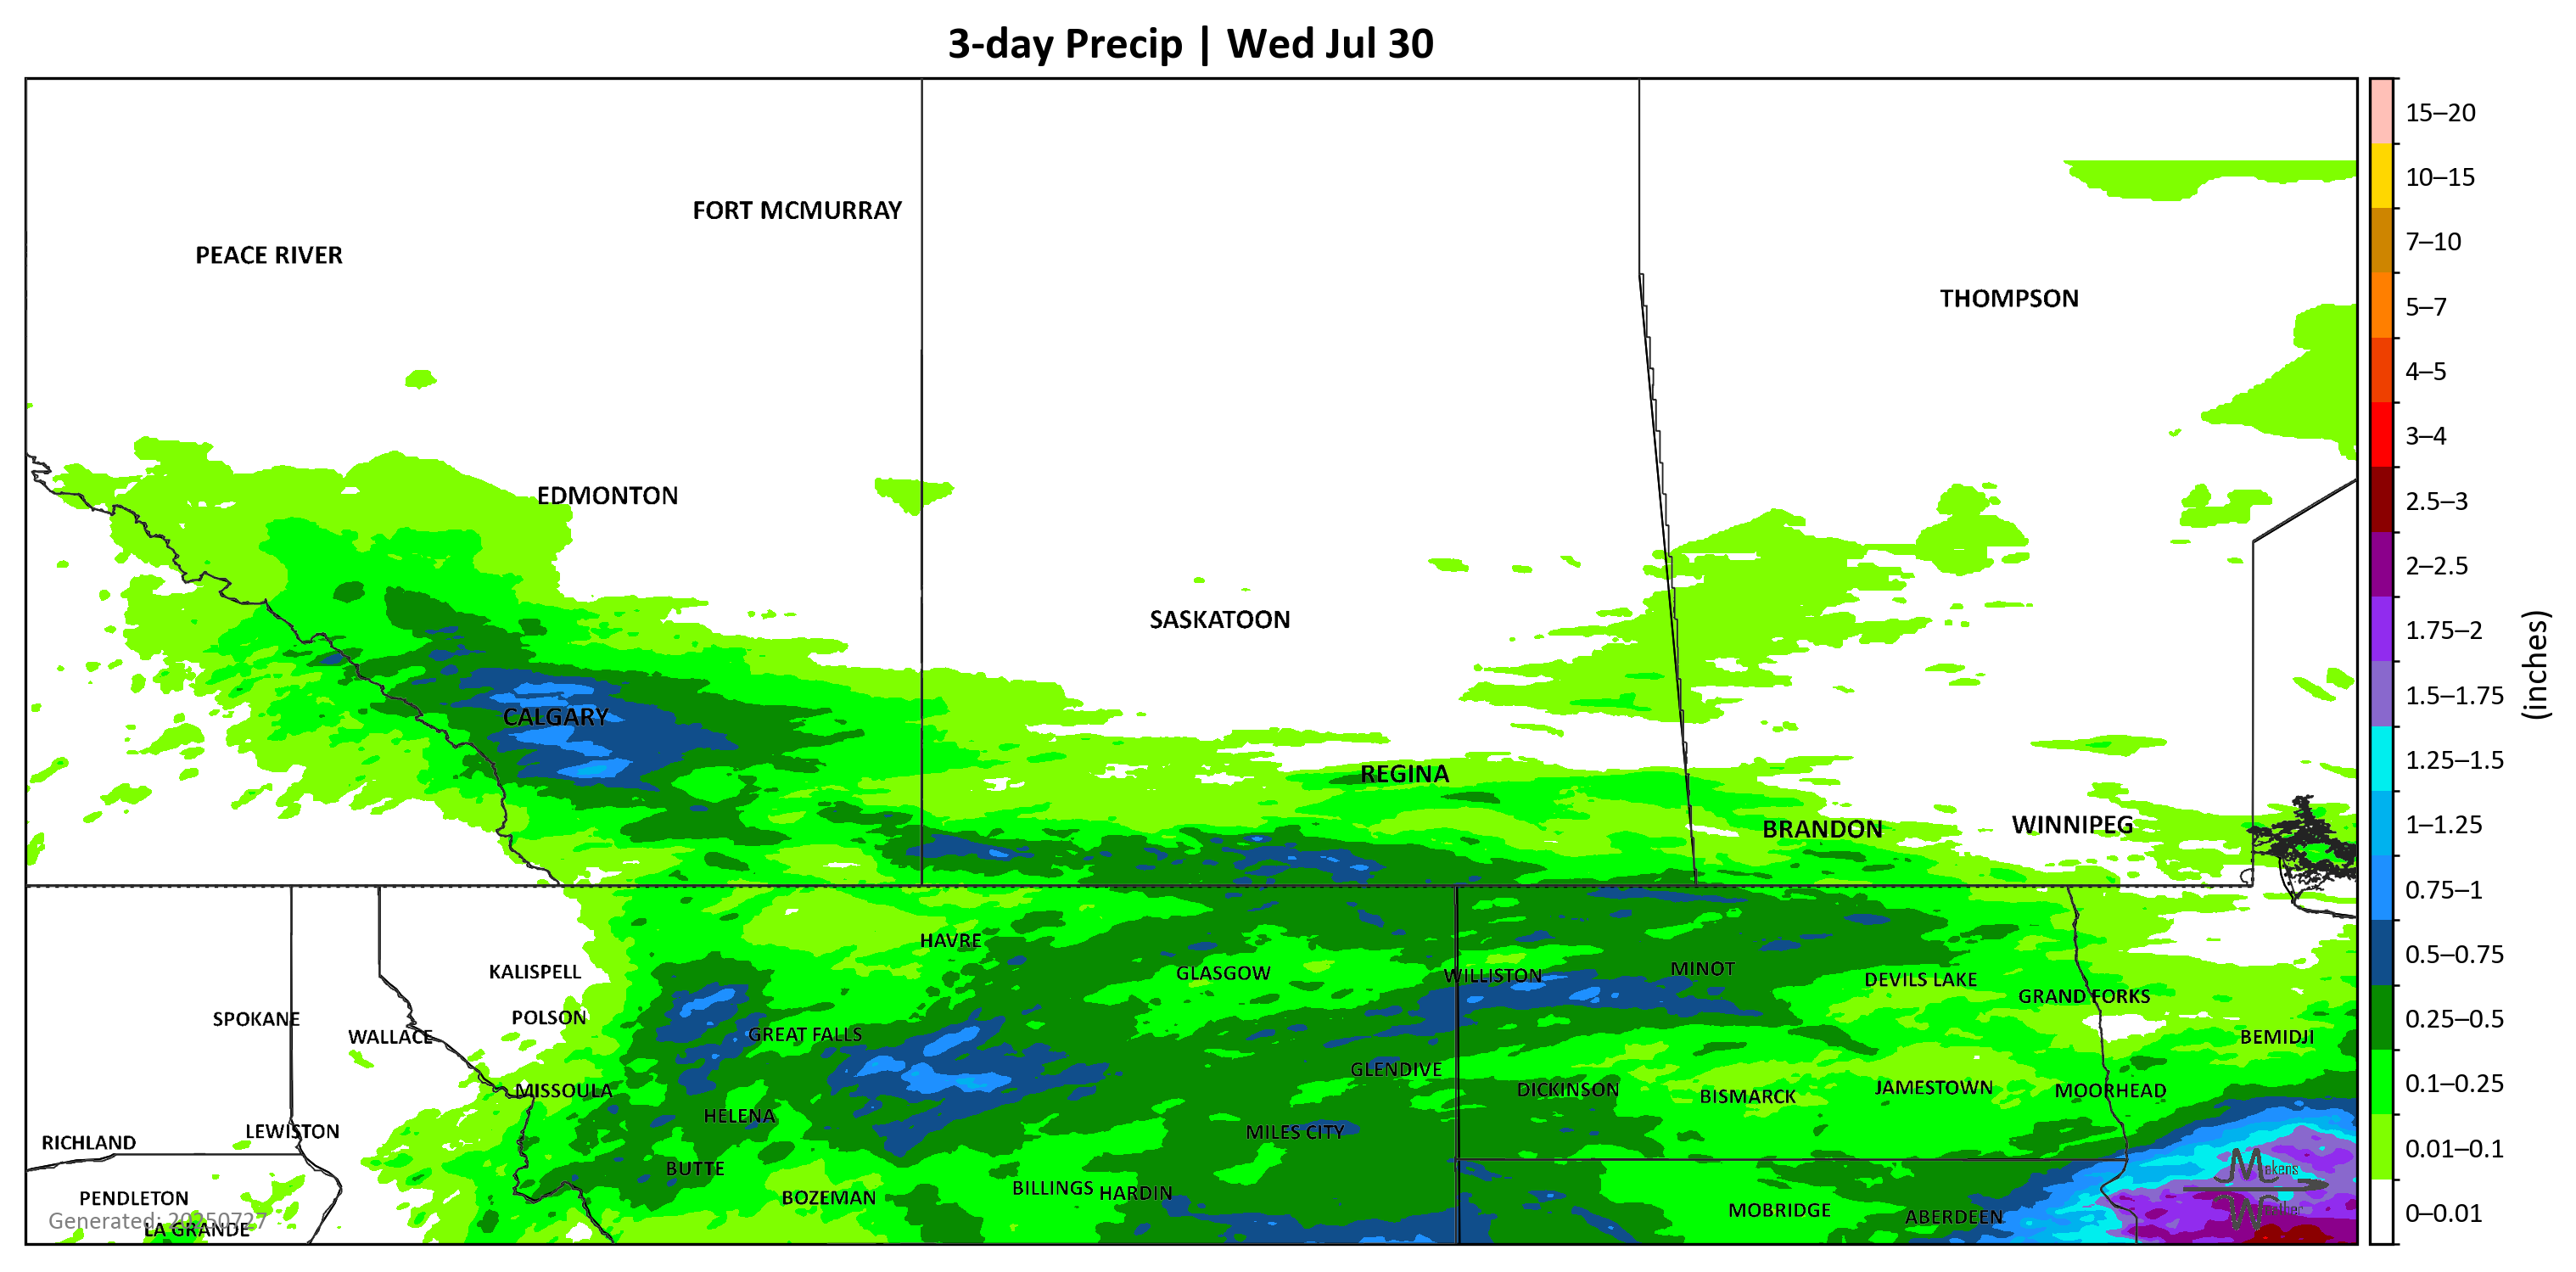 3-day Precip | Wed Jul 30
15–20
10–15
FORT MCMURRAY
7–10
PEACE RIVER
THOMPSON
5–7
4–5
3–4
EDMONTON
2.5–3
2–2.5
SASKATOON
1.75–2
(inches)
1.5–1.75
CALGARY
1.25–1.5
REGINA
1–1.25
BRANDON
WINNIPEG
0.75–1
HAVRE
0.5–0.75
KALISPELL
GLASGOW
WILLISTON
MINOT
DEVILS LAKE
GRAND FORKS
SPOKANE
POLSON
0.25–0.5
WALLACE
GREAT FALLS
BEMIDJI
GLENDIVE
0.1–0.25
MISSOULA
DICKINSON
BISMARCK
JAMESTOWN
MOORHEAD
HELENA
RICHLAND
LEWISTON
MILES CITY
0.01–0.1
BUTTE
Makens
Weather
PENDLETON
BOZEMAN
BILLINGS
HARDIN
MOBRIDGE
ABERDEEN
0–0.01
Generated: 20250727
LA GRANDE